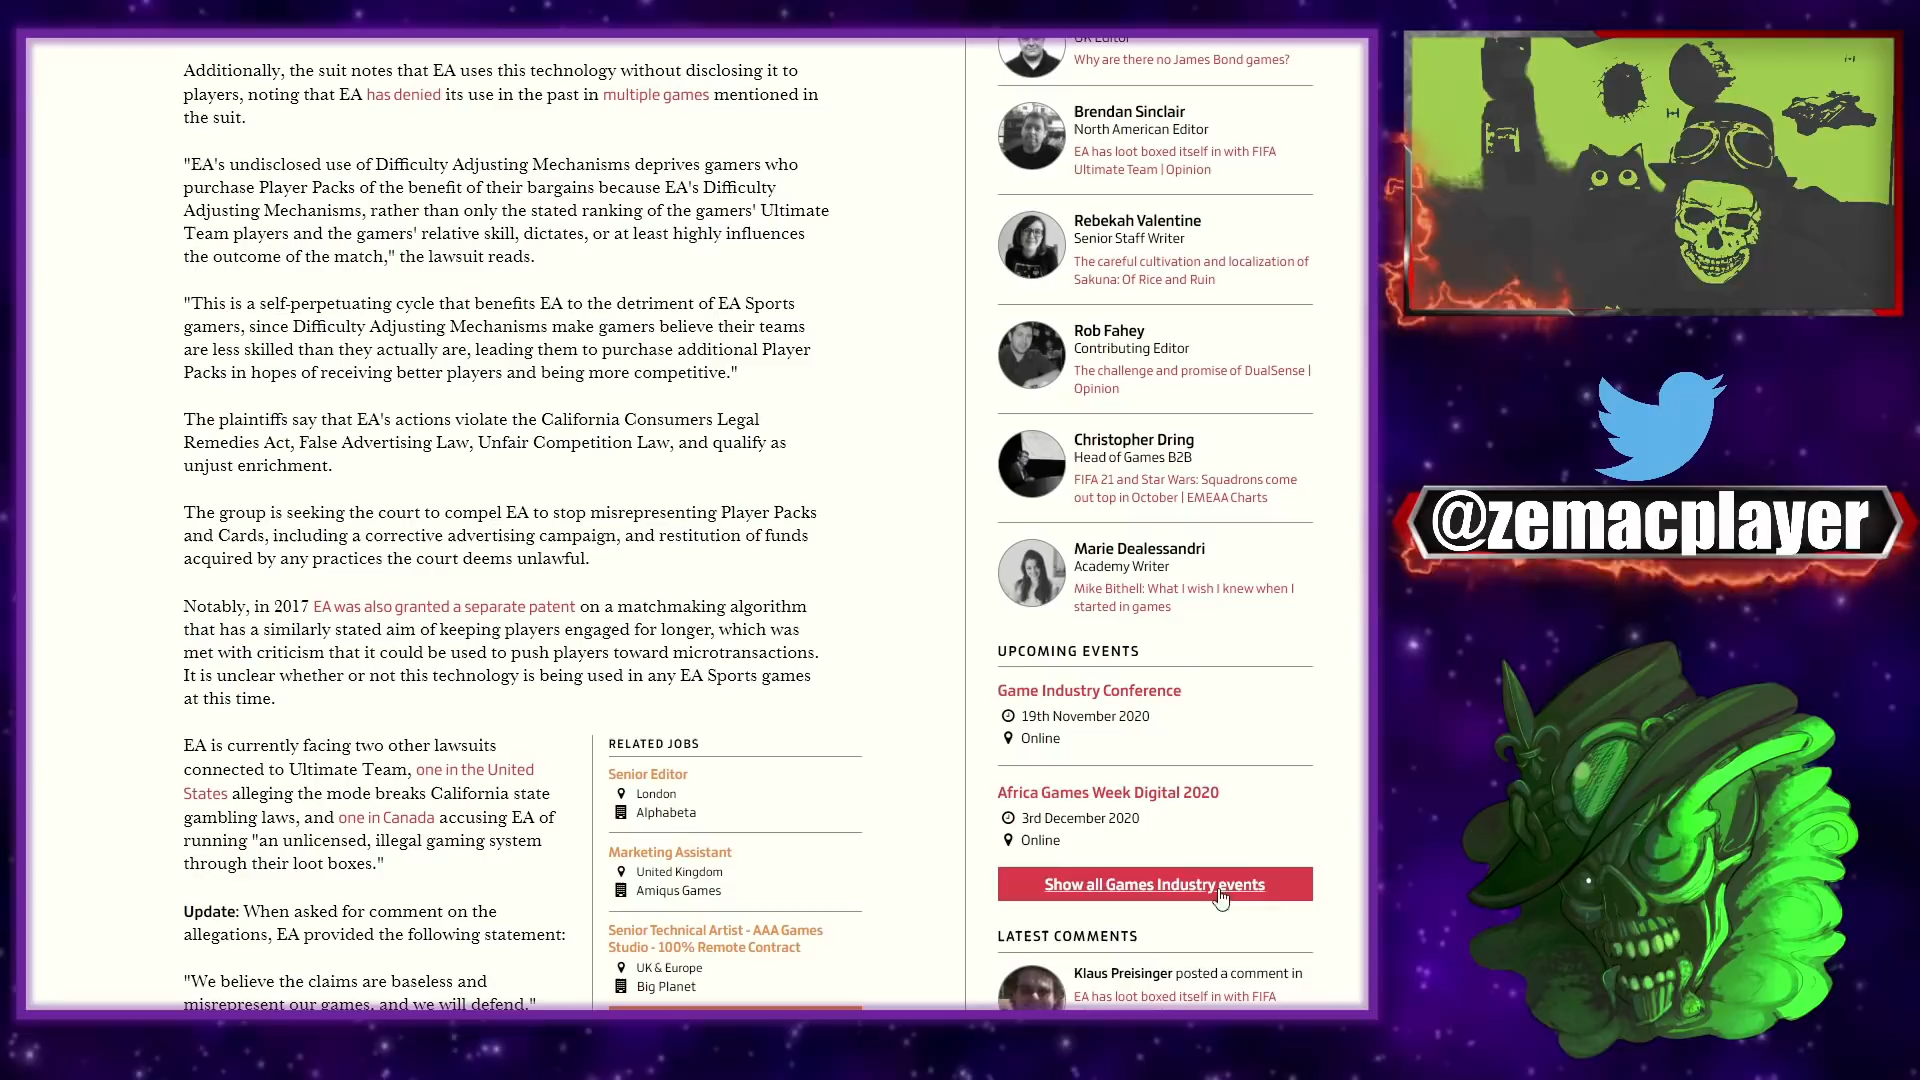 Additionally, the suit notes that EA uses this technology without disclosing it to
players, noting that EA has denied its use in the past in multiple games mentioned in
the suit.
"EA's undisclosed use of Difficulty Adjusting Mechanisms deprives gamers who
purchase Player Packs of the benefit of their bargains because EA's Difficulty
Adjusting Mechanisms, rather than only the stated ranking of the gamers' Ultimate
Team players and the gamers' relative skill, dictates, or at least highly influences
the outcome of the match," the lawsuit reads.
"This is a self-perpetuating cycle that benefits EA to the detriment of EA Sports
gamers, since Difficulty Adjusting Mechanisms make gamers believe their teams
are less skilled than they actually are, leading them to purchase additional Player
Packs in hopes of receiving better players and being more competitive."
The plaintiffs say that EA's actions violate the California Consumers Legal
Remedies Act, False Advertising Law, Unfair Competition Law, and qualify as
unjust enrichment.
The group is seeking the court to compel EA to stop misrepresenting Player Packs
and Cards, including a corrective advertising campaign, and restitution of funds
acquired by any practices the court deems unlawful.
Notably, in 2017 EA was also granted a separate patent on a matchmaking algorithm
that has a similarly stated aim of keeping players engaged for longer, which was
met with criticism that it could be used to push players toward microtransactions.
It is unclear whether or not this technology is being used in any EA Sports games
at this time.
EA is currently facing two other lawsuits
connected to Ultimate Team, one in the United
States alleging the mode breaks California state
gambling laws, and one in Canada accusing EA of
running "an unlicensed, illegal gaming system
through their loot boxes."
Update: When asked for comment on the
allegations, EA provided the following statement:
"We believe the claims are baseless and
misrepresent our games, and we will defend."
RELATED JOBS
Senior Editor
London
Alphabeta
Marketing Assistant
United Kingdom
Amiqus Games
Senior Technical Artist - AAA Games
Studio - 100% Remote Contract
UK & Europe
Big Planet
UK Editor
Why are there no James Bond games?
Brendan Sinclair
North American Editor
EA has loot boxed itself in with FIFA
Ultimate Team | Opinion
Rebekah Valentine
Senior Staff Writer
The careful cultivation and localization of
Sakuna: Of Rice and Ruin
Rob Fahey
Contributing Editor
The challenge and promise of DualSense |
Opinion
Christopher Dring
Head of Games B2B
FIFA 21 and Star Wars: Squadrons come
out top in October | EMEAA Charts
Marie Dealessandri
Academy Writer
Mike Bithell: What I wish I knew when I
started in games
UPCOMING EVENTS
Game Industry Conference
19th November 2020
Online
Africa Games Week Digital 2020
3rd December 2020
Online
Show all Games Industry events
LATEST COMMENTS
Klaus Preisinger posted a comment in
EA has loot boxed itself in with FIFA
@zemacplayer